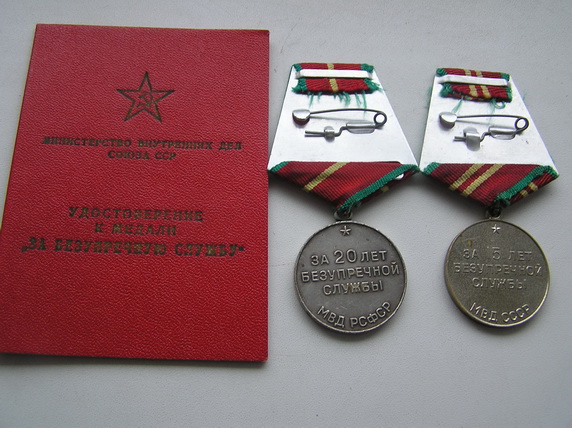 МИНИСТЕРСТВО ВНУТРЕННИХ ДЕЛ
СОЮЗА ССР
УДОСТОВЕРЕНИЕ
К МЕДАЛИ
„ЗА БЕЗУПРЕЧНУЮ СЛУЖБУ“
ЗА 20 ЛЕТ
БЕЗУПРЕЧНОЙ
СЛУЖБЫ
МВД РСФСР
ЗА 15 ЛЕТ
БЕЗУПРЕЧНОЙ
СЛУЖБЫ
МВД СССР